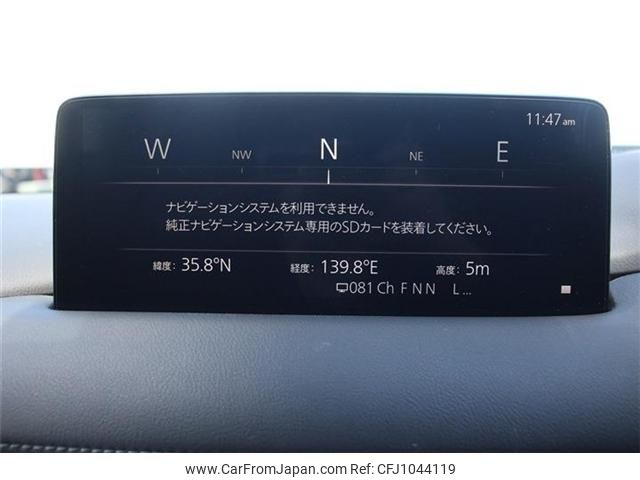 11:47am
W NW N NE E
ナビゲーションシステムを利用できません。
純正ナビゲーションシステム専用のSDカードを装着してください。
緯度: 35.8°N 経度: 139.8°E 高度: 5m
081 Ch F N N L...
www.CarFromJapan.com - REF: CFJ1044119